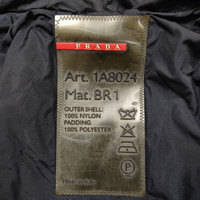 PRADA
Art. 1A8024
Mat. BR1
OUTER SHELL:
100% NYLON
PADDING:
100% POLYESTER
P